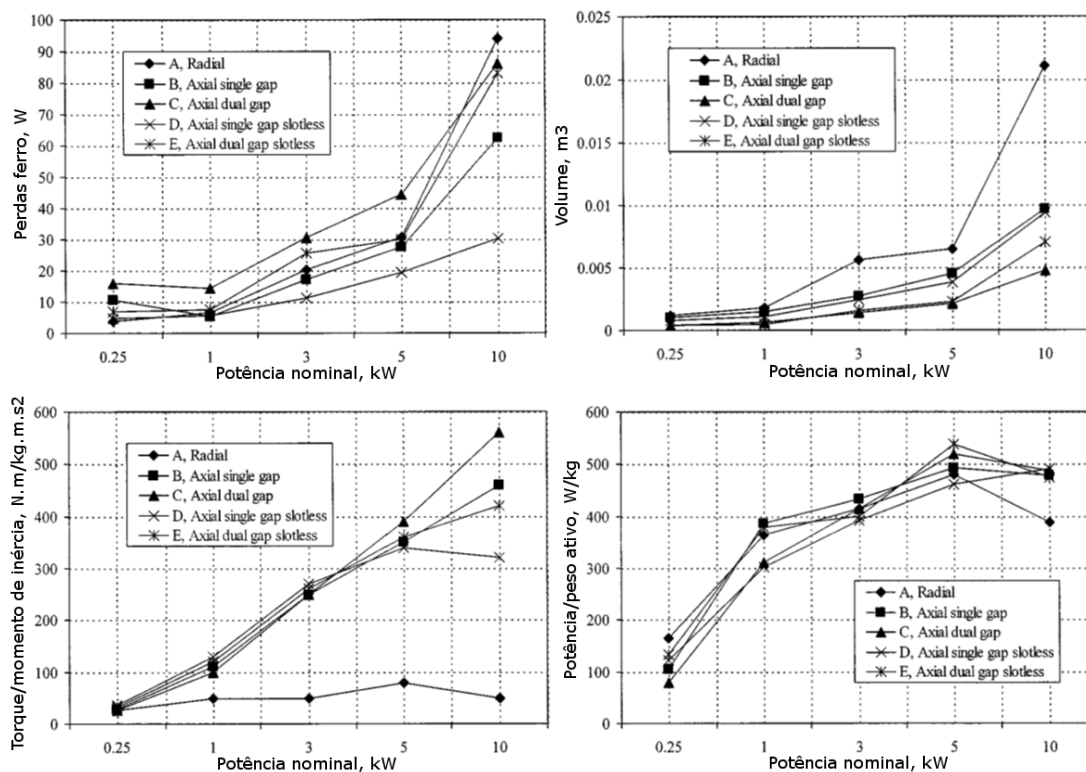 Perdas ferro, W
100
90
80
70
60
50
40
30
20
10
0
A, Radial
B, Axial single gap
C, Axial dual gap
D, Axial single gap slotless
E, Axial dual gap slotless
0.25 1 3 5 10
Potência nominal, kW
Volume, m3
0.025
0.02
0.015
0.01
0.005
0
A, Radial
B, Axial single gap
C, Axial dual gap
D, Axial single gap slotless
E, Axial dual gap slotless
0.25 1 3 5 10
Potência nominal, kW
Torque/momento de inércia, N.m/kg.m.s2
600
500
400
300
200
100
0
A, Radial
B, Axial single gap
C, Axial dual gap
D, Axial single gap slotless
E, Axial dual gap slotless
0.25 1 3 5 10
Potência nominal, kW
Potência/peso ativo, W/kg
600
500
400
300
200
100
0
A, Radial
B, Axial single gap
C, Axial dual gap
D, Axial single gap slotless
E, Axial dual gap slotless
0.25 1 3 5 10
Potência nominal, kW